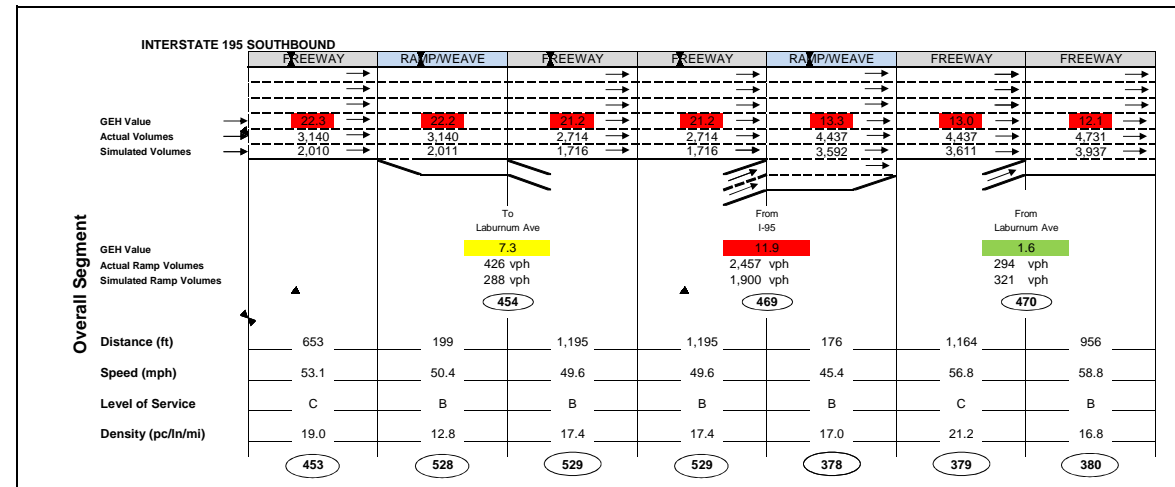 INTERSTATE 195 SOUTHBOUND
FREEWAY RAMP/WEAVE FREEWAY FREEWAY RAMP/WEAVE FREEWAY FREEWAY
GEH Value 22.3 22.2 21.2 21.2 13.3 13.0 12.1
Actual Volumes 3,140 3,140 2,714 2,714 4,437 4,437 4,731
Simulated Volumes 2,010 2,011 1,716 1,716 3,592 3,611 3,937
To From From
Laburnum Ave I-95 Laburnum Ave
GEH Value 7.3 11.9 1.6
Actual Ramp Volumes 426 vph 2,457 vph 294 vph
Simulated Ramp Volumes 288 vph 1,900 vph 321 vph
454 469 470
Overall Segment
Distance (ft) 653 199 1,195 1,195 176 1,164 956
Speed (mph) 53.1 50.4 49.6 49.6 45.4 56.8 58.8
Level of Service C B B B B C B
Density (pc/ln/mi) 19.0 12.8 17.4 17.4 17.0 21.2 16.8
453 528 529 529 378 379 380